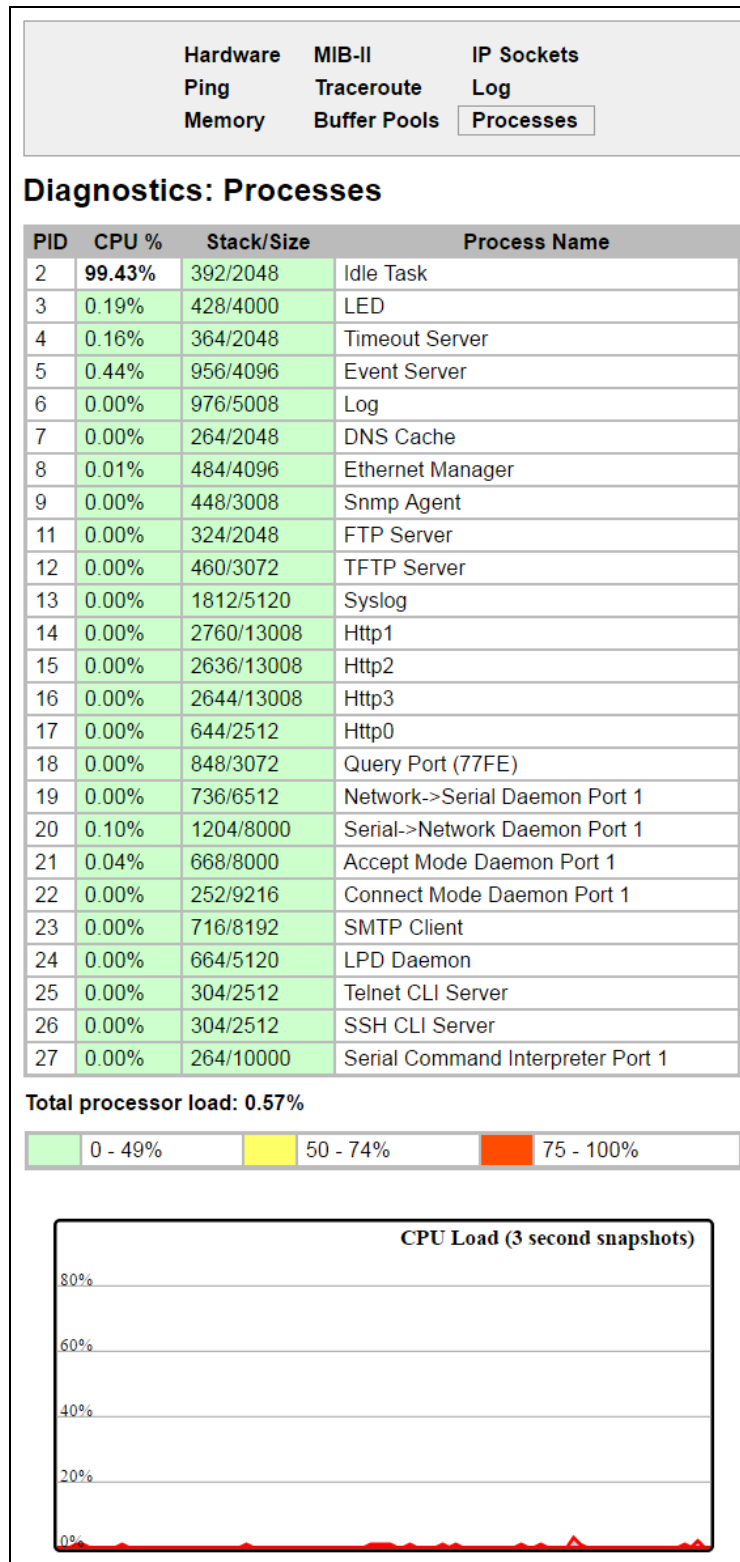 Hardware MIB-II IP Sockets
Ping Traceroute Log
Memory Buffer Pools Processes
Diagnostics: Processes
PID CPU % Stack/Size Process Name
2 99.43% 392/2048 Idle Task
3 0.19% 428/4000 LED
4 0.16% 364/2048 Timeout Server
5 0.44% 956/4096 Event Server
6 0.00% 976/5008 Log
7 0.00% 264/2048 DNS Cache
8 0.01% 484/4096 Ethernet Manager
9 0.00% 448/3008 Snmp Agent
11 0.00% 324/2048 FTP Server
12 0.00% 460/3072 TFTP Server
13 0.00% 1812/5120 Syslog
14 0.00% 2760/13008 Http1
15 0.00% 2636/13008 Http2
16 0.00% 2644/13008 Http3
17 0.00% 644/2512 Http0
18 0.00% 848/3072 Query Port (77FE)
19 0.00% 736/6512 Network->Serial Daemon Port 1
20 0.10% 1204/8000 Serial->Network Daemon Port 1
21 0.04% 668/8000 Accept Mode Daemon Port 1
22 0.00% 252/9216 Connect Mode Daemon Port 1
23 0.00% 716/8192 SMTP Client
24 0.00% 664/5120 LPD Daemon
25 0.00% 304/2512 Telnet CLI Server
26 0.00% 304/2512 SSH CLI Server
27 0.00% 264/10000 Serial Command Interpreter Port 1
Total processor load: 0.57%
0 - 49% 50 - 74% 75 - 100%
CPU Load (3 second snapshots)
80%
60%
40%
20%
0%